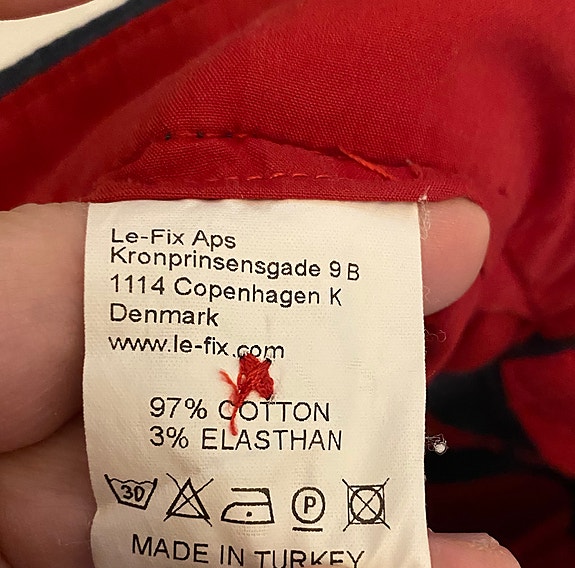 Le-Fix Aps
Kronprinsensgade 9 B
1114 Copenhagen K
Denmark
www.le-fix.com
97% COTTON
3% ELASTHAN
30 P
MADE IN TURKEY